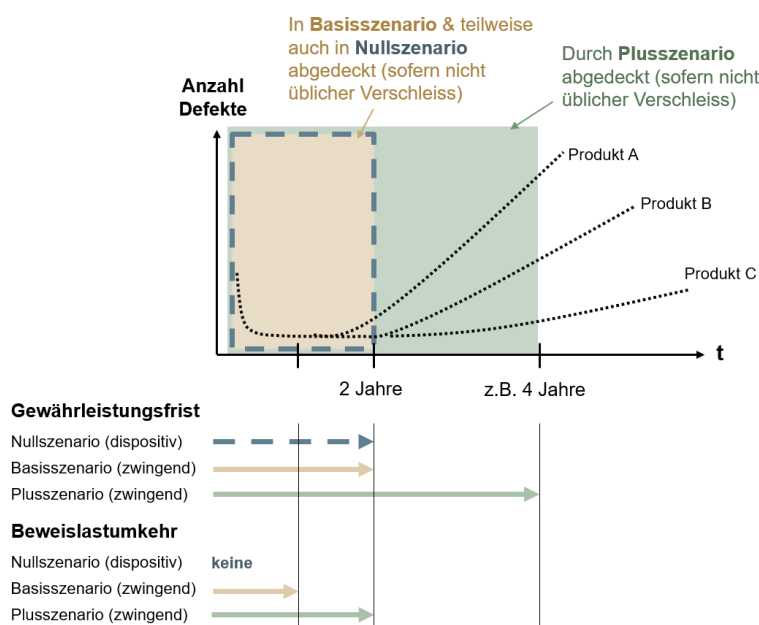 In Basisszenario & teilweise
auch in Nullszenario
abgedeckt (sofern nicht
üblicher Verschleiss)
Durch Plusszenario
abgedeckt (sofern nicht
üblicher Verschleiss)
Anzahl
Defekte
Produkt A
Produkt B
Produkt C
t
2 Jahre
z.B. 4 Jahre
Gewährleistungsfrist
Nullszenario (dispositiv)
Basisszenario (zwingend)
Plusszenario (zwingend)
Beweislastumkehr
Nullszenario (dispositiv) keine
Basisszenario (zwingend)
Plusszenario (zwingend)